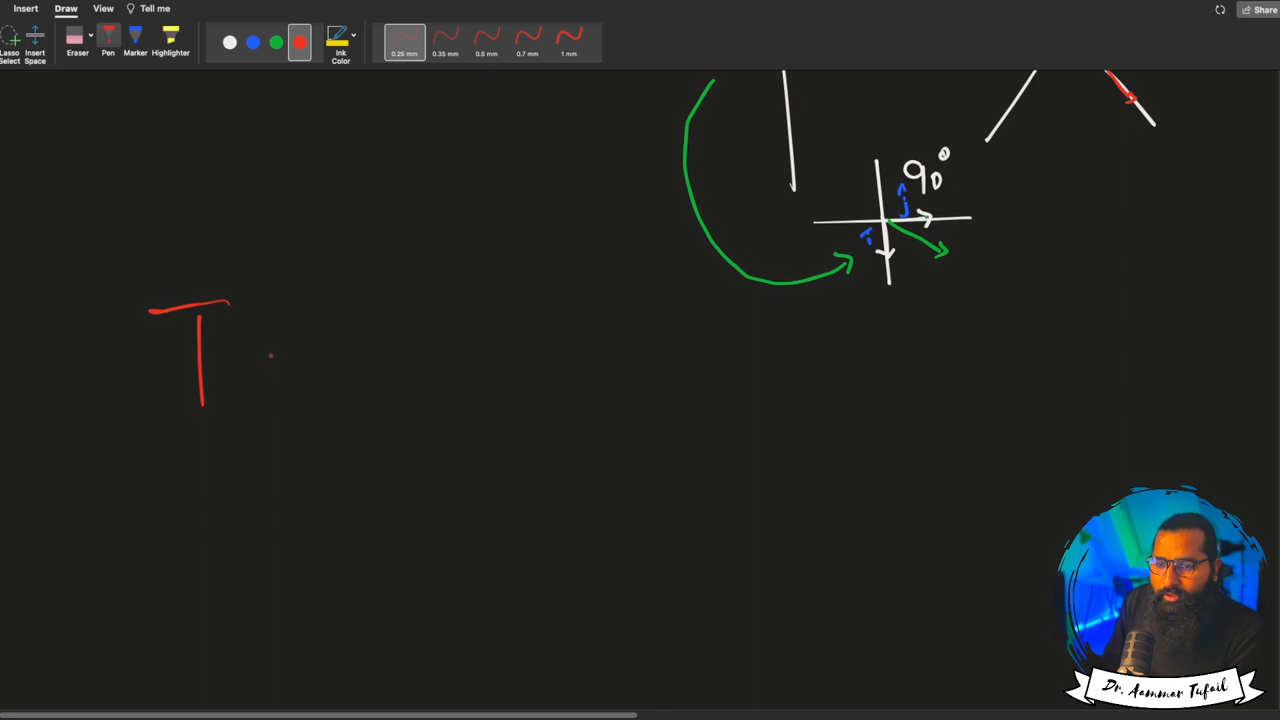 Insert Draw View Tell me
Share
Lasso Select
Insert Space
Eraser
Pen
Marker
Highlighter
Ink Color
0.25 mm
0.35 mm
0.5 mm
0.7 mm
1 mm
90°
T
Dr. Aammar Tufail